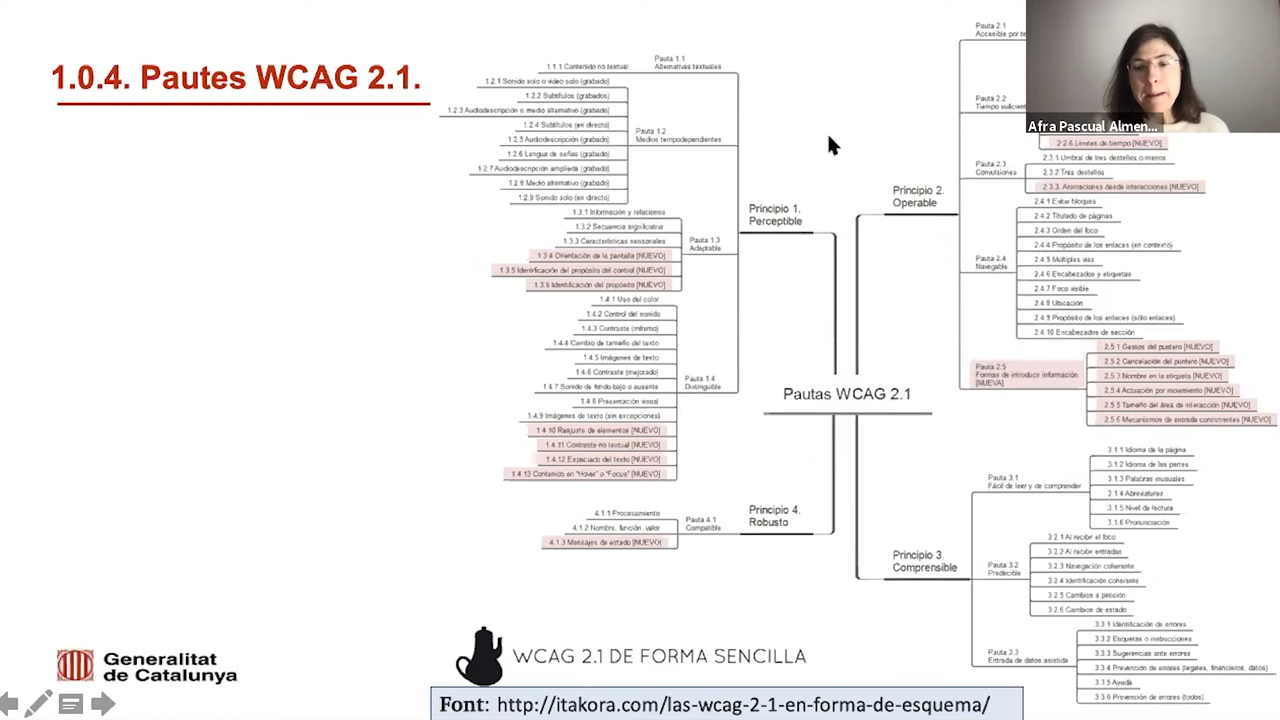 1.0.4. Pautes WCAG 2.1.
Pauta 1.1
Alternativas textuales
1.1.1 Contenido no textual
Pauta 1.2
Medios tempodependientes
1.2.1 Sonido solo o vídeo solo (grabado)
1.2.2 Subtítulos (grabados)
1.2.3 Audiodescripción o medio alternativo (grabado)
1.2.4 Subtítulos (en directo)
1.2.5 Audiodescripción (grabado)
1.2.6 Lengua de señas (grabado)
1.2.7 Audiodescripción ampliada (grabado)
1.2.8 Medio alternativo (grabado)
1.2.9 Sonido solo (en directo)
Principio 1.
Perceptible
Pauta 1.3
Adaptable
1.3.1 Información y relaciones
1.3.2 Secuencia significativa
1.3.3 Características sensoriales
1.3.4 Orientación de la pantalla [NUEVO]
1.3.5 Identificación del propósito del control [NUEVO]
1.3.6 Identificación del propósito [NUEVO]
Pauta 1.4
Distinguible
1.4.1 Uso del color
1.4.2 Control del sonido
1.4.3 Contraste (mínimo)
1.4.4 Cambio de tamaño del texto
1.4.5 Imágenes de texto
1.4.6 Contraste (mejorado)
1.4.7 Sonido de fondo bajo o ausente
1.4.8 Presentación visual
1.4.9 Imágenes de texto (sin excepciones)
1.4.10 Reajuste de elementos [NUEVO]
1.4.11 Contraste no textual [NUEVO]
1.4.12 Espaciado del texto [NUEVO]
1.4.13 Contenido en "Hover" o "Focus" [NUEVO]
Principio 4.
Robusto
Pauta 4.1
Compatible
4.1.1 Procesamiento
4.1.2 Nombre, función, valor
4.1.3 Mensajes de estado [NUEVO]
Pautas WCAG 2.1
Principio 2.
Operable
Pauta 2.1
Accesible por
Pauta 2.2
Tiempo
Afra Pascual Almen...
2.2.6 Límites de tiempo [NUEVO]
Pauta 2.3
Convulsiones
2.3.1 Umbral de tres destellos o menos
2.3.2 Tres destellos
2.3.3. Animaciones desde interacciones [NUEVO]
Pauta 2.4
Navegable
2.4.1 Evitar bloques
2.4.2 Titulado de páginas
2.4.3 Orden del foco
2.4.4 Propósito de los enlaces (en contexto)
2.4.5 Múltiples vías
2.4.6 Encabezados y etiquetas
2.4.7 Foco visible
2.4.8 Ubicación
2.4.9 Propósito de los enlaces (sólo enlaces)
2.4.10 Encabezados de sección
Pauta 2.5
Formas de introducir información
[NUEVA]
2.5.1 Gestos del puntero [NUEVO]
2.5.2 Cancelación del puntero [NUEVO]
2.5.3 Nombre en la etiqueta [NUEVO]
2.5.4 Actuación por movimiento [NUEVO]
2.5.5 Tamaño del área de interacción [NUEVO]
2.5.6 Mecanismos de entrada concurrentes [NUEVO]
Principio 3.
Comprensible
Pauta 3.1
Fácil de leer y de comprender
3.1.1 Idioma de la página
3.1.2 Idioma de las partes
3.1.3 Palabras inusuales
3.1.4 Abreviaturas
3.1.5 Nivel de lectura
3.1.6 Pronunciación
Pauta 3.2
Predecible
3.2.1 Al recibir el foco
3.2.2 Al recibir entradas
3.2.3 Navegación coherente
3.2.4 Identificación coherente
3.2.5 Cambios a petición
3.2.6 Cambios de estado
Pauta 3.3
Entrada de datos asistida
3.3.1 Identificación de errores
3.3.2 Etiquetas o instrucciones
3.3.3 Sugerencias ante errores
3.3.4 Prevención de errores (legales, financieros, datos)
3.3.5 Ayuda
3.3.6 Prevención de errores (todos)
Generalitat
de Catalunya
WCAG 2.1 DE FORMA SENCILLA
Font: http://itakora.com/las-wcag-2-1-en-forma-de-esquema/